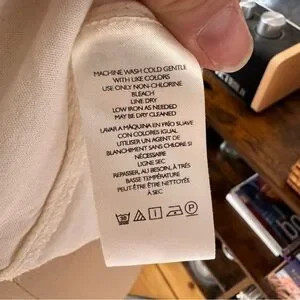 MACHINE WASH COLD GENTLE
WITH LIKE COLORS
USE ONLY NON-CHLORINE
BLEACH
LINE DRY
LOW IRON AS NEEDED
MAY BE DRY CLEANED
LAVAR A MÁQUINA EN FRÍO SUAVE
CON COLORES IGUAL
UTILISER UN AGENT DE
BLANCHIMENT SANS CHLORE SI
NÉCESSAIRE
LIGNE SEC
REPASSER, AU BESOIN, À TRÈS
BASSE TEMPÉRATURE
PEUT-ÊTRE ÊTRE NETTOYÉE
À SEC